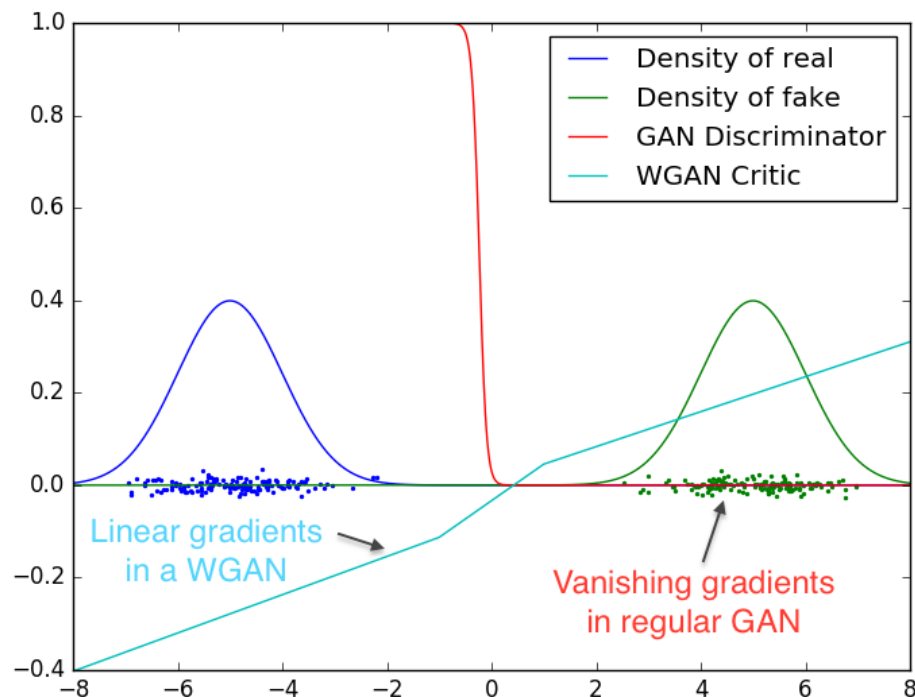 1.0
0.8
0.6
0.4
0.2
0.0
−0.2
−0.4
−8
−6
−4
−2
0
2
4
6
8
Density of real
Density of fake
GAN Discriminator
WGAN Critic
Linear gradients
in a WGAN
Vanishing gradients
in regular GAN